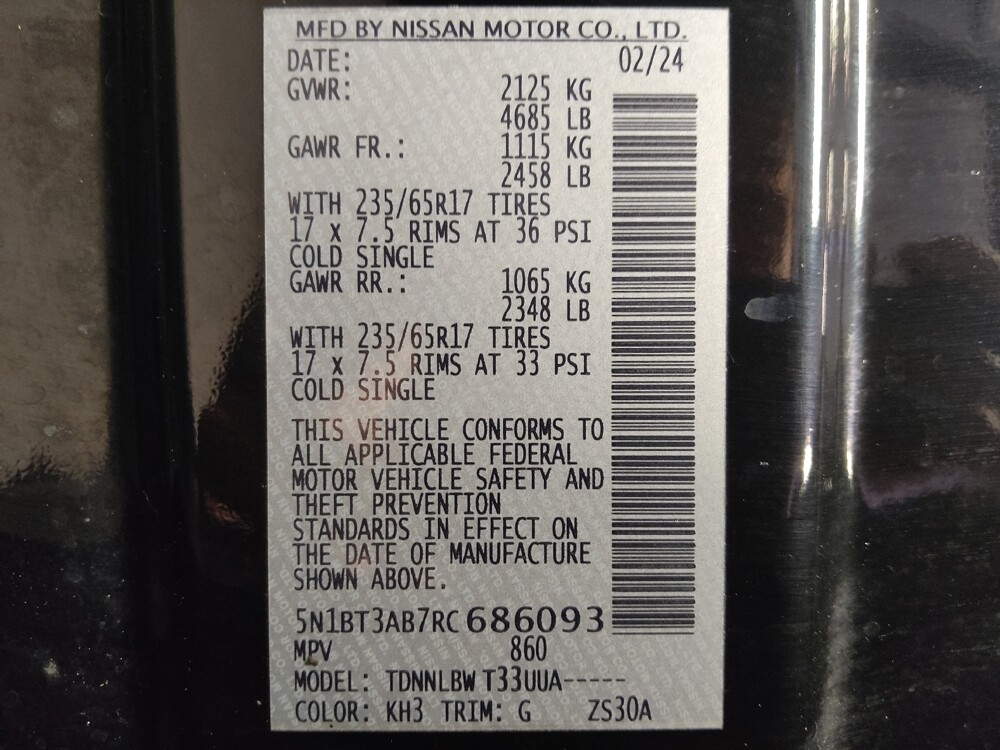 MFD BY NISSAN MOTOR CO., LTD.
DATE: 02/24
GVWR: 2125 KG
4685 LB
GAWR FR.: 1115 KG
2458 LB
WITH 235/65R17 TIRES
17 x 7.5 RIMS AT 36 PSI
COLD SINGLE
GAWR RR.: 1065 KG
2348 LB
WITH 235/65R17 TIRES
17 x 7.5 RIMS AT 33 PSI
COLD SINGLE
THIS VEHICLE CONFORMS TO
ALL APPLICABLE FEDERAL
MOTOR VEHICLE SAFETY AND
THEFT PREVENTION
STANDARDS IN EFFECT ON
THE DATE OF MANUFACTURE
SHOWN ABOVE.
5N1BT3AB7RC686093
MPV 860
MODEL: TDNNLBW T33UUA-----
COLOR: KH3 TRIM: G ZS30A